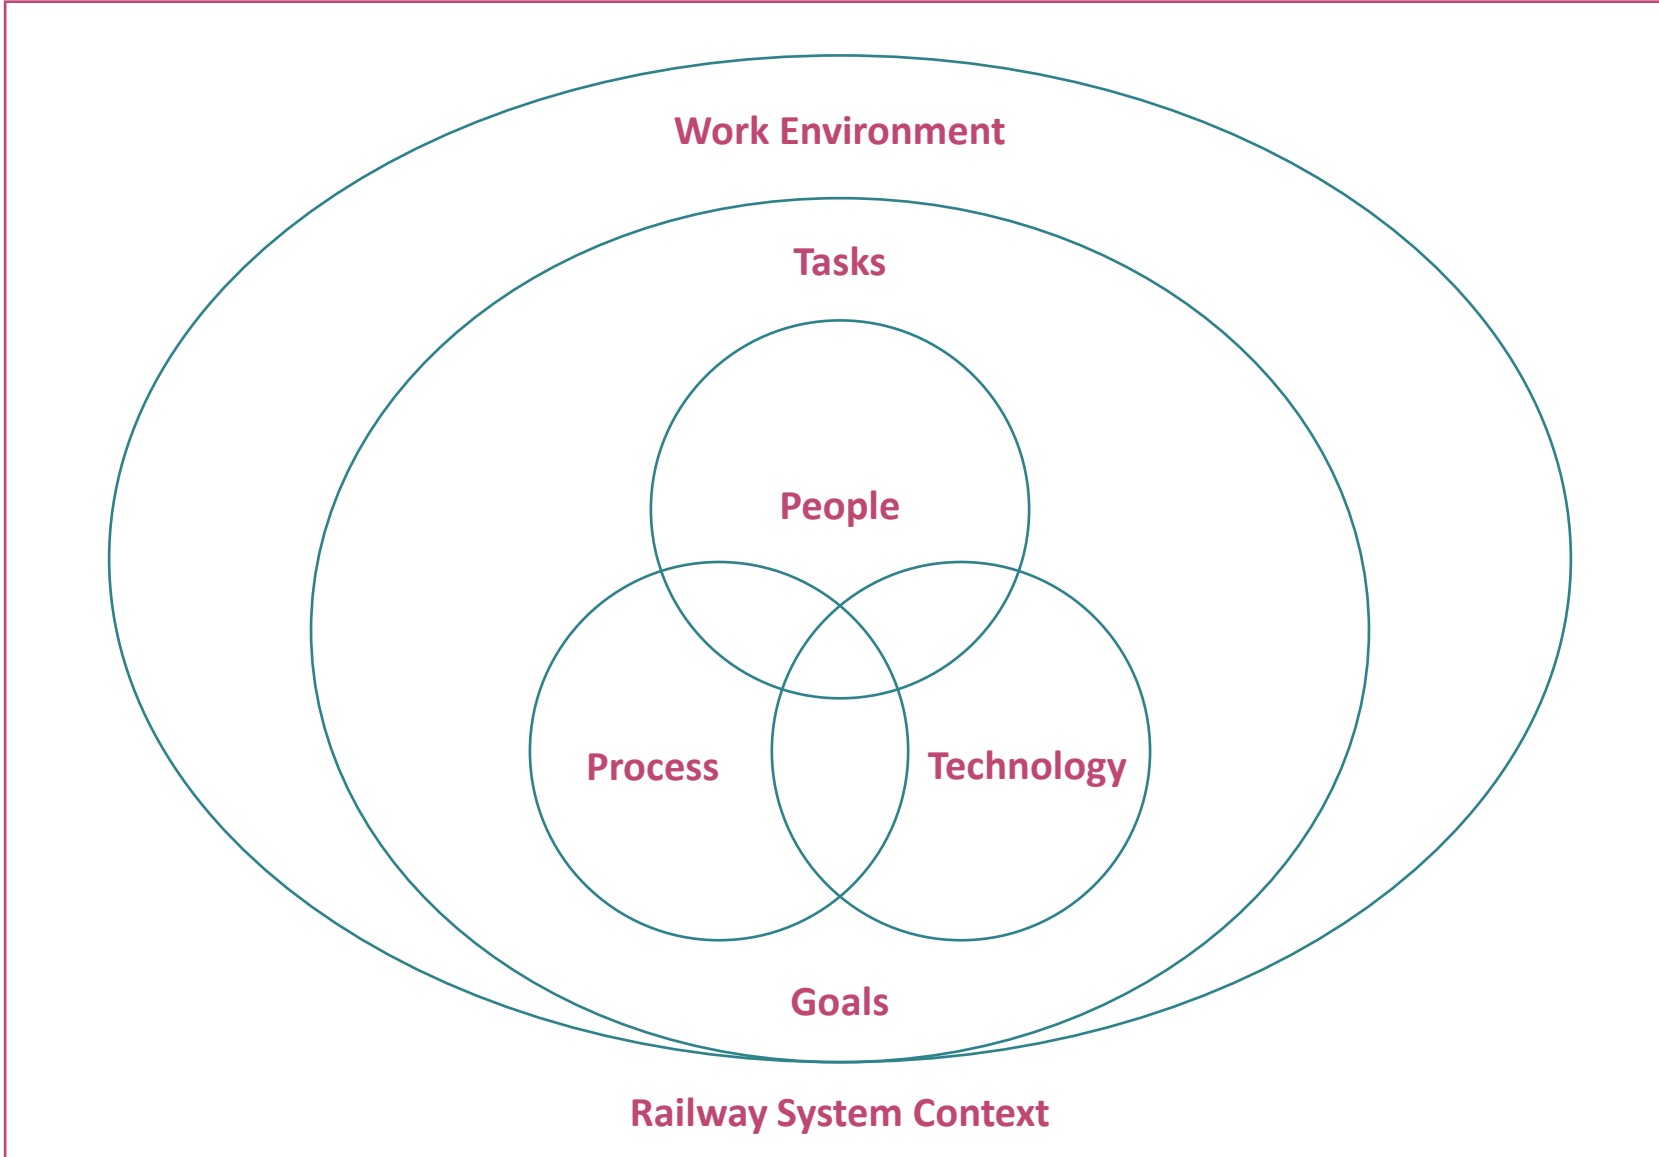 Work Environment
Tasks
People
Process
Technology
Goals
Railway System Context